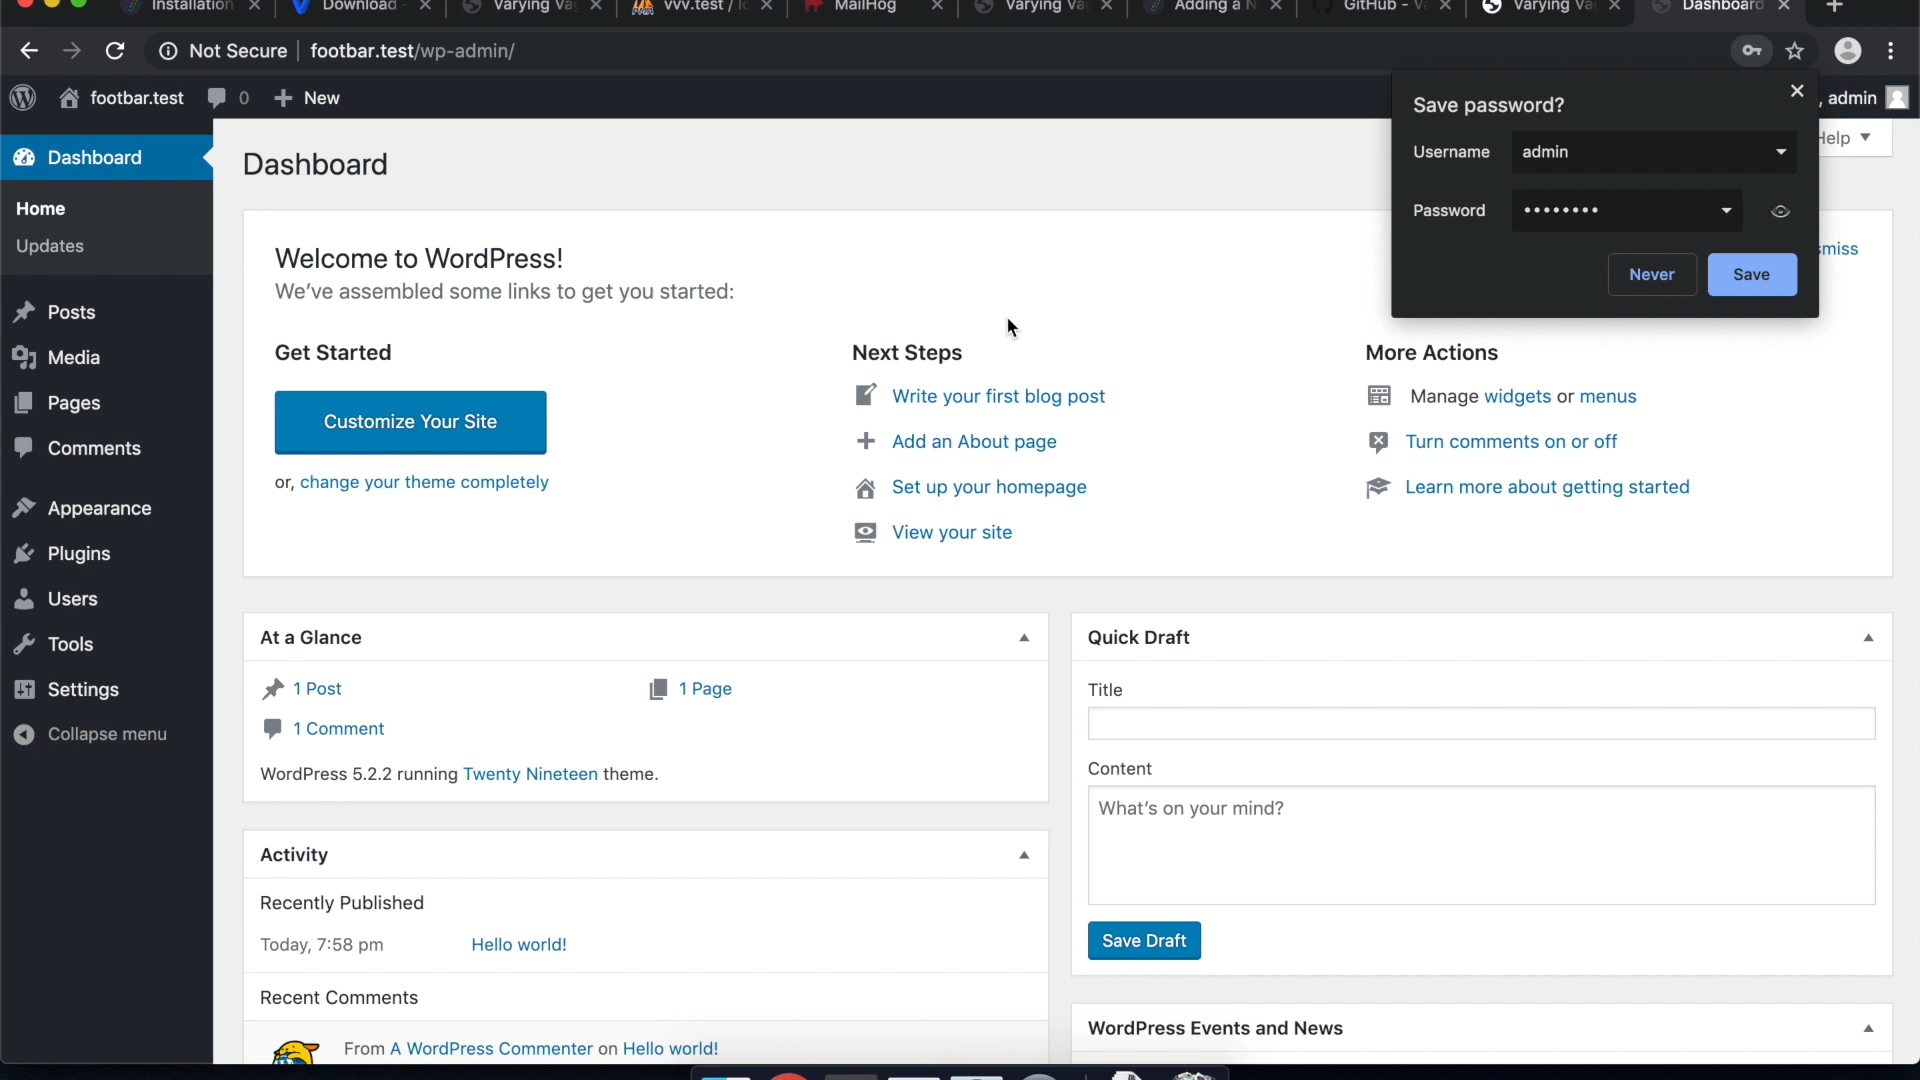 Installation
Download
Varying Va
vvv.test /
MailHog
Varying Va
Adding a N
GitHub - Va
Varying Va
Dashboard
Not Secure
footbar.test/wp-admin/
footbar.test
0
New
, admin
Save password?
Username
admin
Password
••••••••
Never
Save
Help
Dashboard
Home
Updates
Posts
Media
Pages
Comments
Appearance
Plugins
Users
Tools
Settings
Collapse menu
Dashboard
Welcome to WordPress!
We've assembled some links to get you started:
smiss
Get Started
Customize Your Site
or, change your theme completely
Next Steps
Write your first blog post
Add an About page
Set up your homepage
View your site
More Actions
Manage widgets or menus
Turn comments on or off
Learn more about getting started
At a Glance
1 Post
1 Page
1 Comment
WordPress 5.2.2 running Twenty Nineteen theme.
Activity
Recently Published
Today, 7:58 pm
Hello world!
Recent Comments
From A WordPress Commenter on Hello world!
Quick Draft
Title
Content
What's on your mind?
Save Draft
WordPress Events and News